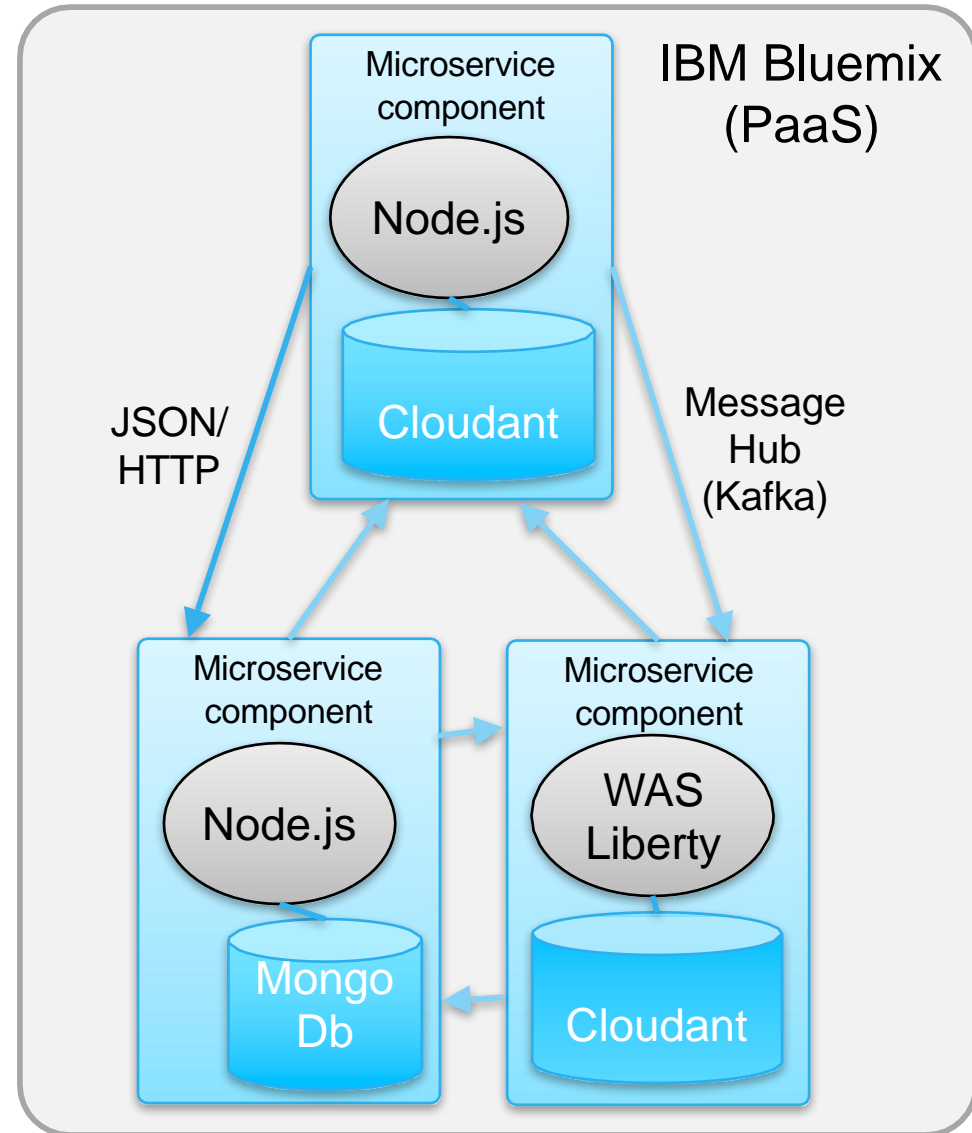 IBM Bluemix
(PaaS)
Microservice
component
Node.js
Cloudant
JSON/
HTTP
Message
Hub
(Kafka)
Microservice
component
Node.js
Mongo
Db
Microservice
component
WAS
Liberty
Cloudant